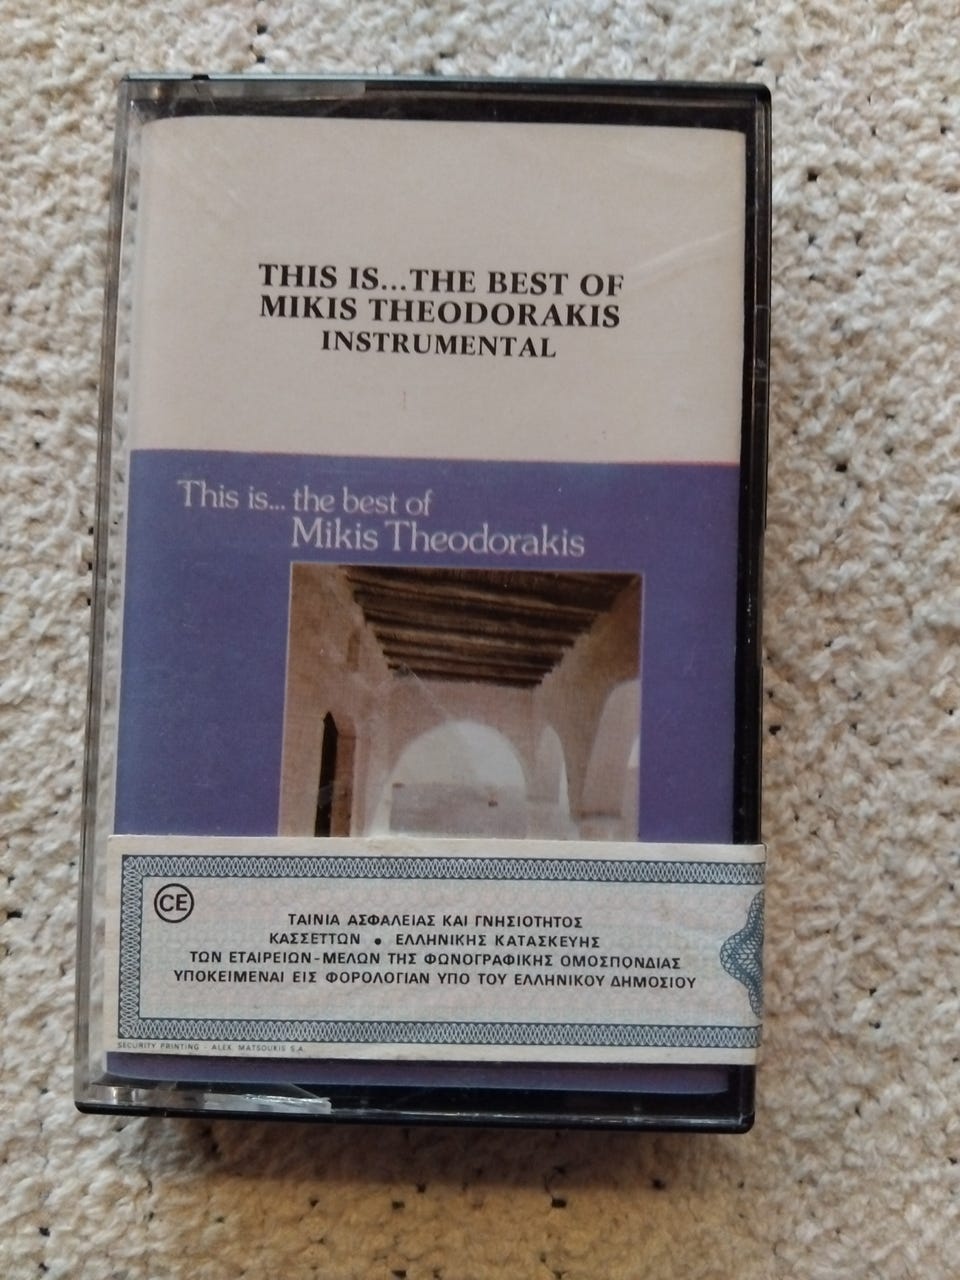 THIS IS...THE BEST OF
MIKIS THEODORAKIS
INSTRUMENTAL
This is... the best of
Mikis Theodorakis
CE
ΤΑΙΝΙΑ ΑΣΦΑΛΕΙΑΣ ΚΑΙ ΓΝΗΣΙΟΤΗΤΟΣ
ΚΑΣΣΕΤΤΩΝ • ΕΛΛΗΝΙΚΗΣ ΚΑΤΑΣΚΕΥΗΣ
ΤΩΝ ΕΤΑΙΡΕΙΩΝ-ΜΕΛΩΝ ΤΗΣ ΦΩΝΟΓΡΑΦΙΚΗΣ ΟΜΟΣΠΟΝΔΙΑΣ
ΥΠΟΚΕΙΜΕΝΑΙ ΕΙΣ ΦΟΡΟΛΟΓΙΑΝ ΥΠΟ ΤΟΥ ΕΛΛΗΝΙΚΟΥ ΔΗΜΟΣΙΟΥ
SECURITY PRINTING - ALEX. MATSOUKIS S.A.